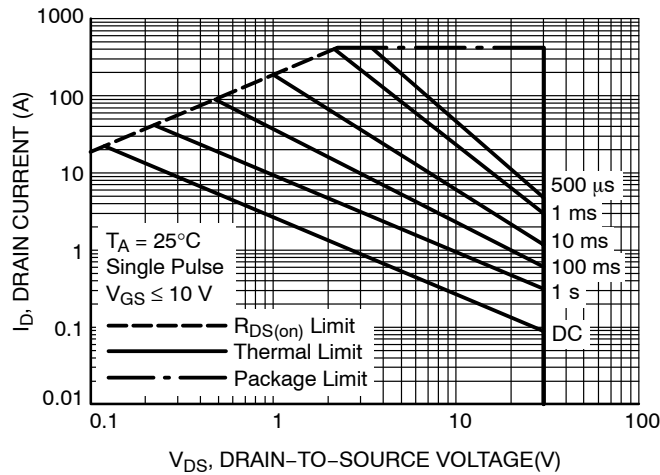 1000
100
10
1
0.1
0.01
I_D, DRAIN CURRENT (A)
500 μs
1 ms
10 ms
100 ms
1 s
DC
T_A = 25°C
Single Pulse
V_GS ≤ 10 V
R_DS(on) Limit
Thermal Limit
Package Limit
0.1
1
10
100
V_DS, DRAIN−TO−SOURCE VOLTAGE(V)